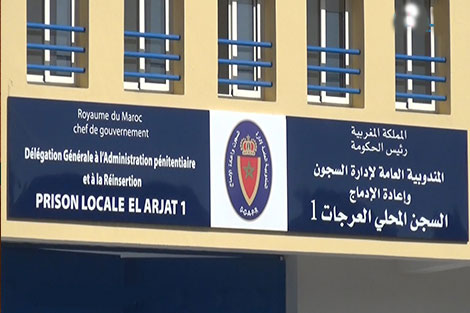 Royaume du Maroc
chef de gouvernement
Délégation Générale à l'Administration pénitentiaire
et à la Réinsertion
PRISON LOCALE EL ARJAT 1
D.G.A.P.R
المملكة المغربية
رئيس الحكومة
المندوبية العامة لإدارة السجون
وإعادة الإدماج
السجن المحلي العرجات 1